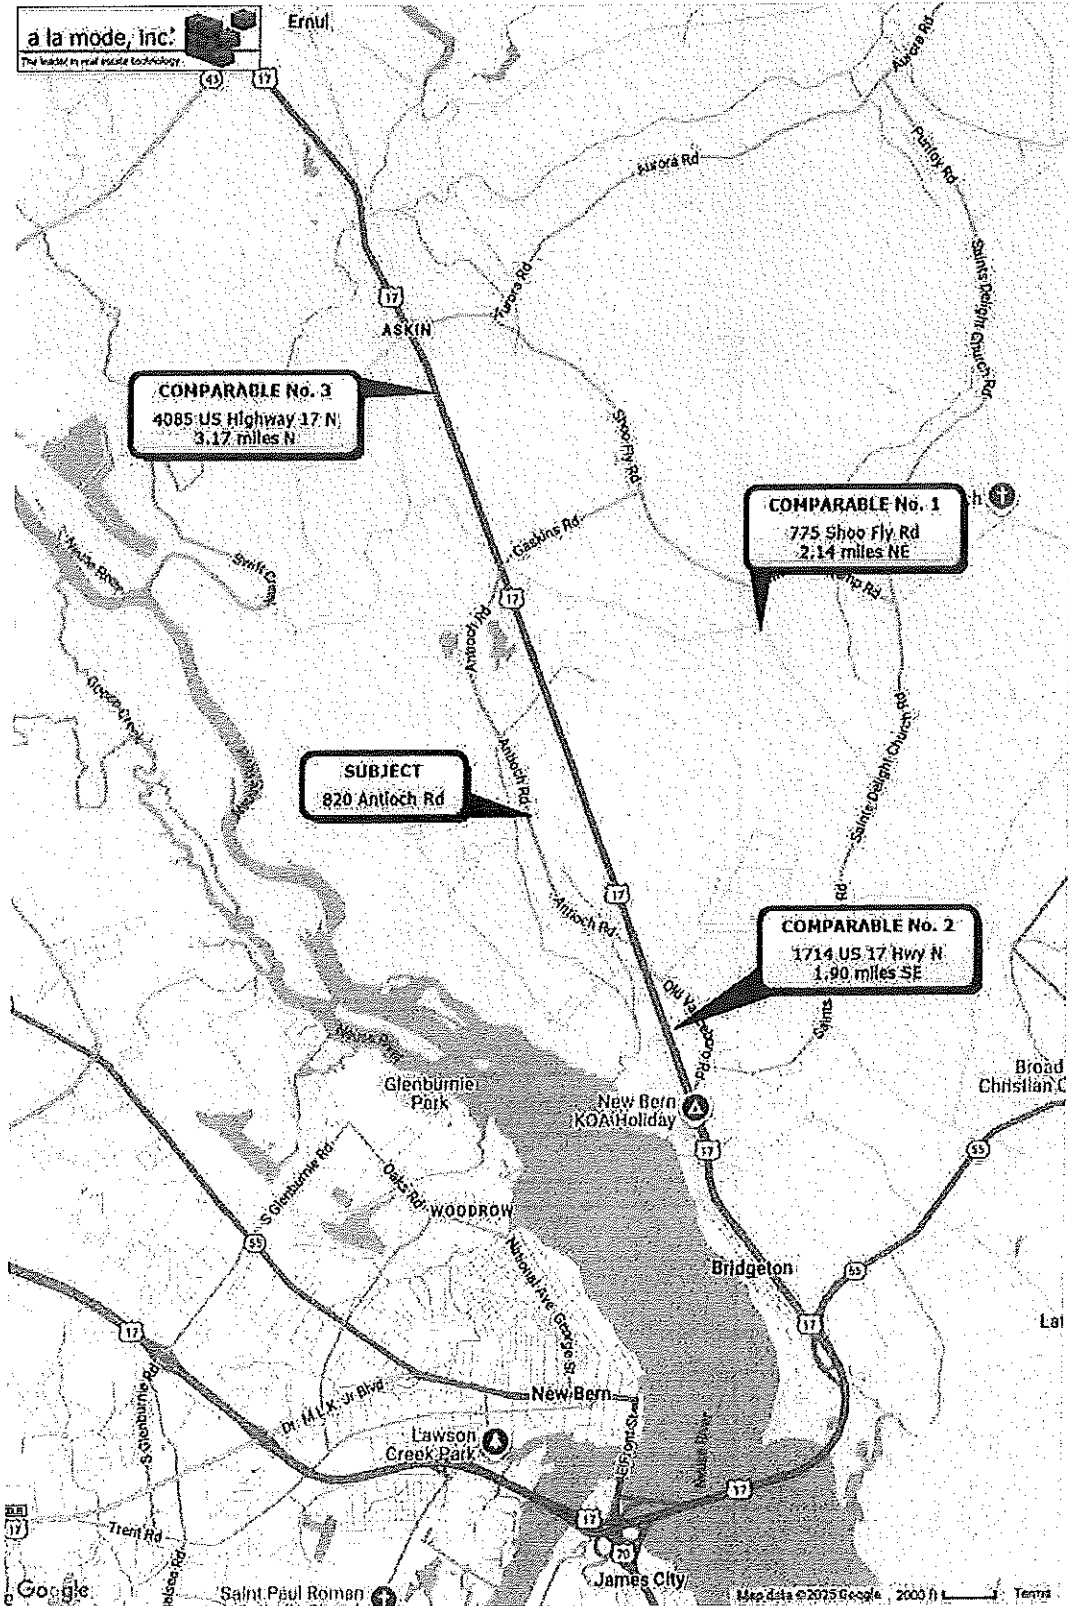 a la mode, inc.
The leader in real estate technology
Ernul
43
17
Aurora Rd
Purifoy Rd
Aurora Rd
Saints Delight Church Rd
Aurora Rd
17
ASKIN
COMPARABLE No. 3
4085 US Highway 17 N
3.17 miles N
Shoo Fly Rd
COMPARABLE No. 1
775 Shoo Fly Rd
2.14 miles NE
h
Gaskins Rd
Neuse River
Swift Creek
17
Antioch Rd
Saints Delight Church Rd
SUBJECT
820 Antioch Rd
Antioch Rd
17
Rd
Antioch Rd
COMPARABLE No. 2
1714 US 17 Hwy N
1.90 miles SE
Saints
Glenburnie
Park
New Bern
KOA Holiday
Broad
Christian C
17
55
S Glenburnie Rd
Oaks Rd
WOODROW
55
National Ave
George St
Bridgeton
55
17
17
Lat
S Glenburnie Rd
Dr M.L.K. Jr Blvd
New Bern
Lawson
Creek Park
E Front St
Neuse River
17
17
17
Trent Rd
70
James City
Google
Saint Paul Roman
Map data ©2025 Google
2000 ft
Terms